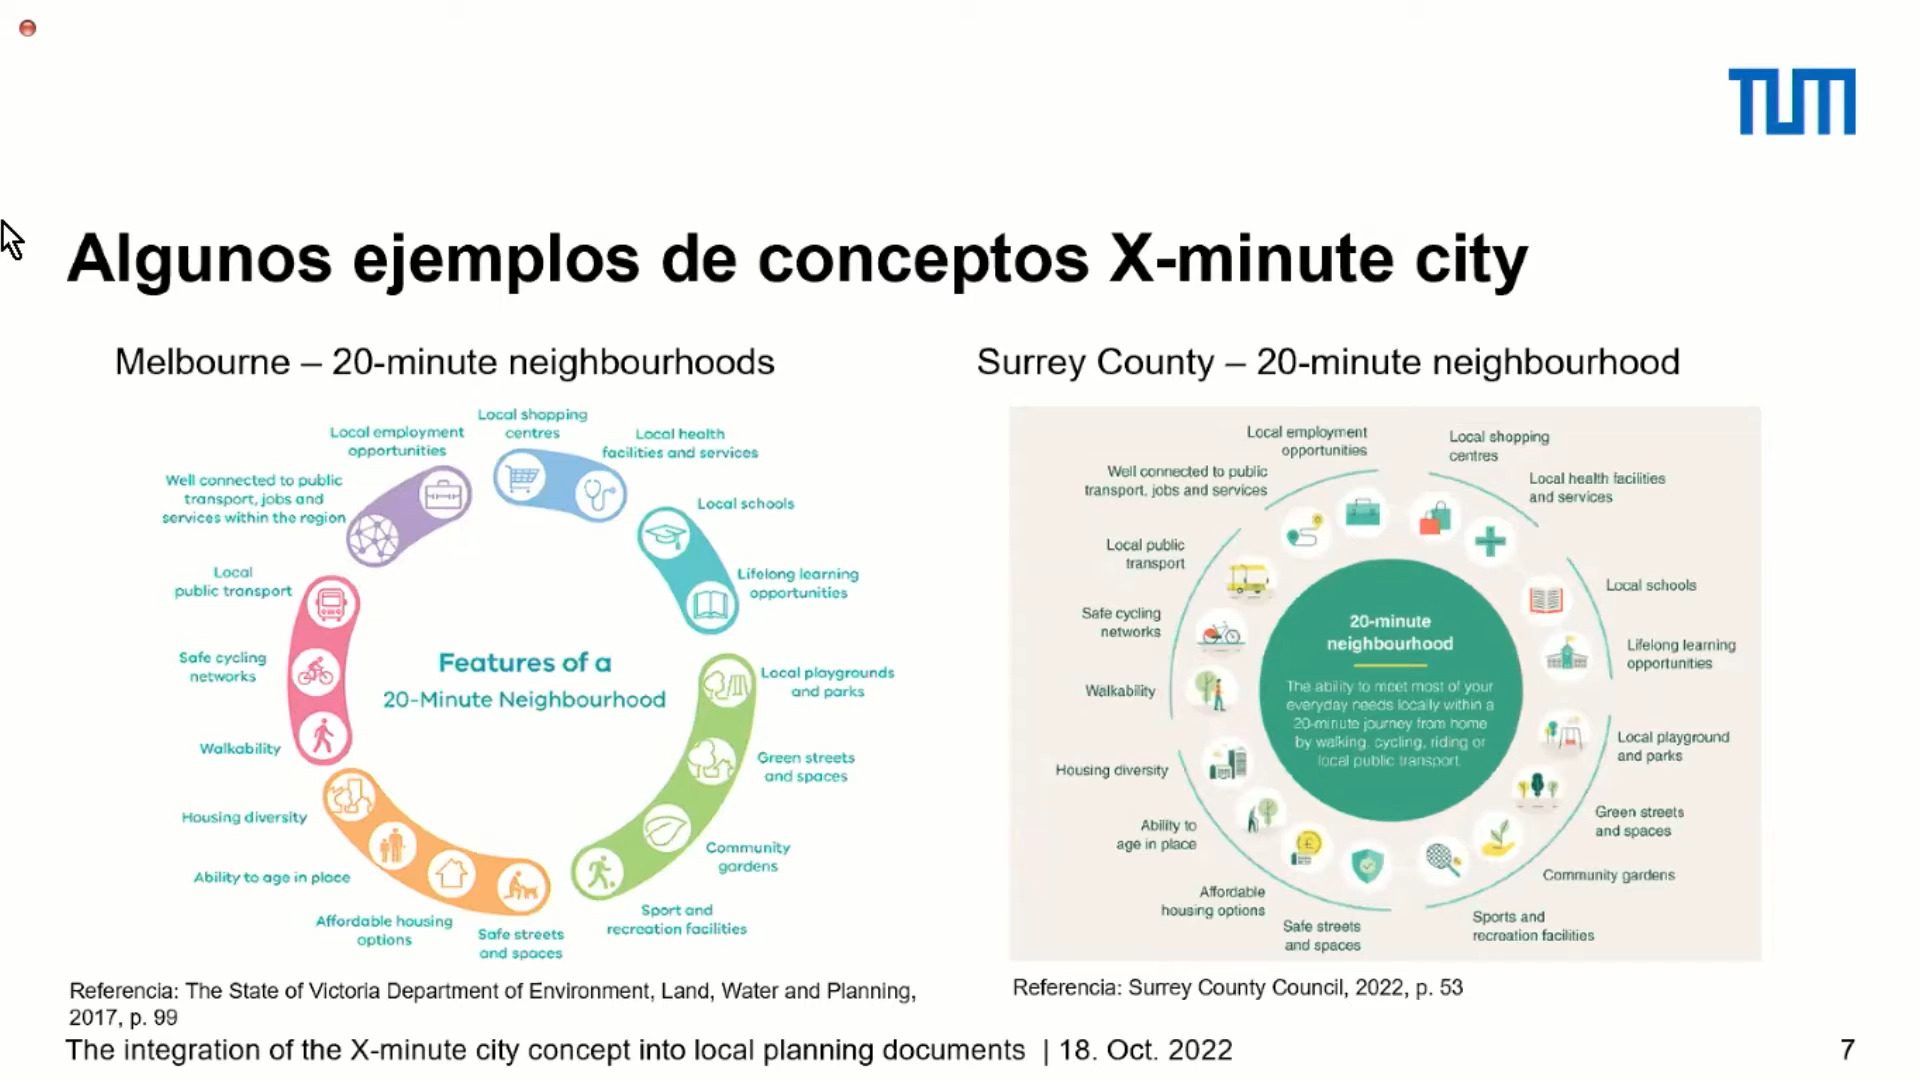 TUM
Algunos ejemplos de conceptos X-minute city
Melbourne – 20-minute neighbourhoods
Local shopping
centres
Local health
facilities and services
Local schools
Lifelong learning
opportunities
Local playgrounds
and parks
Green streets
and spaces
Community
gardens
Sport and
recreation facilities
Safe streets
and spaces
Affordable housing
options
Ability to age in place
Housing diversity
Walkability
Safe cycling
networks
Local
public transport
Well connected to public
transport, jobs and
services within the region
Local employment
opportunities
Features of a
20-Minute Neighbourhood
Referencia: The State of Victoria Department of Environment, Land, Water and Planning,
2017, p. 99
Surrey County – 20-minute neighbourhood
Local shopping
centres
Local health facilities
and services
Local schools
Lifelong learning
opportunities
Local playground
and parks
Green streets
and spaces
Community gardens
Sports and
recreation facilities
Safe streets
and spaces
Affordable
housing options
Ability to
age in place
Housing diversity
Walkability
Safe cycling
networks
Local public
transport
Well connected to public
transport, jobs and services
Local employment
opportunities
20-minute
neighbourhood
The ability to meet most of your
everyday needs locally within a
20-minute journey from home
by walking, cycling, riding or
local public transport.
Referencia: Surrey County Council, 2022, p. 53
The integration of the X-minute city concept into local planning documents | 18. Oct. 2022
7